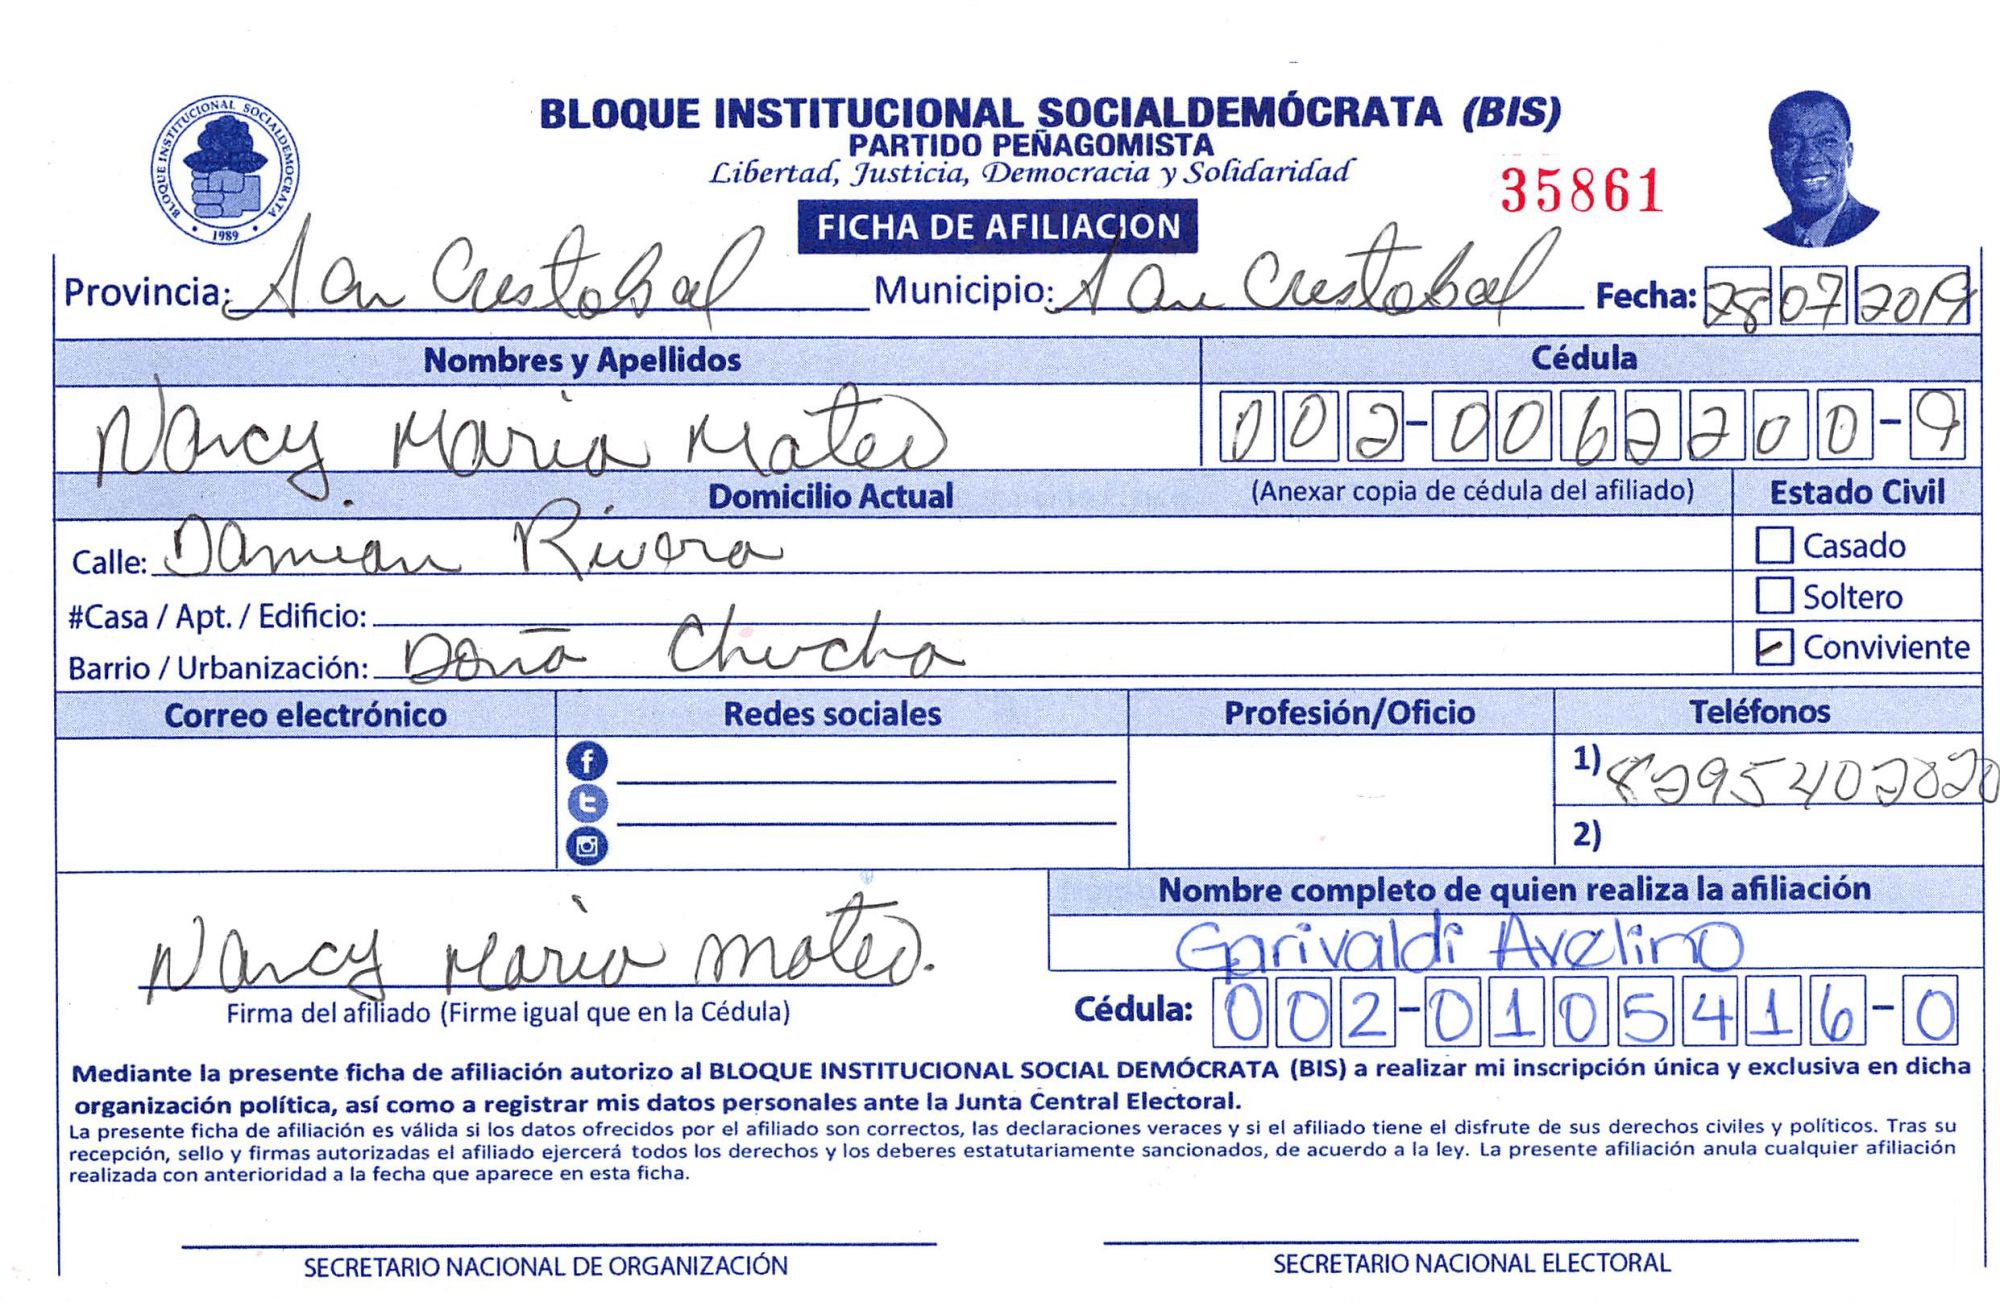 BLOQUE INSTITUCIONAL SOCIALDEMÓCRATA (BIS)
PARTIDO PEÑAGOMISTA
Libertad, Justicia, Democracia y Solidaridad
BLOQUE INSTITUCIONAL SOCIALDEMOCRATA
1989
35861
FICHA DE AFILIACION
Provincia: San Cristobal Municipio: San Cristobal Fecha: 28 07 2019
Nombres y Apellidos Cédula
Nancy Maria Mateo 002-0062200-9
Domicilio Actual (Anexar copia de cédula del afiliado) Estado Civil
Calle: Damian Rivera Casado
#Casa / Apt. / Edificio: Soltero
Barrio / Urbanización: Doña Chucha Conviviente
Correo electrónico Redes sociales Profesión/Oficio Teléfonos
1) 8295402820
2)
Nombre completo de quien realiza la afiliación
Garivaldi Avelino
Nancy Maria mateo.
Firma del afiliado (Firme igual que en la Cédula) Cédula: 002-0105416-0
Mediante la presente ficha de afiliación autorizo al BLOQUE INSTITUCIONAL SOCIAL DEMÓCRATA (BIS) a realizar mi inscripción única y exclusiva en dicha
organización política, así como a registrar mis datos personales ante la Junta Central Electoral.
La presente ficha de afiliación es válida si los datos ofrecidos por el afiliado son correctos, las declaraciones veraces y si el afiliado tiene el disfrute de sus derechos civiles y políticos. Tras su
recepción, sello y firmas autorizadas el afiliado ejercerá todos los derechos y los deberes estatutariamente sancionados, de acuerdo a la ley. La presente afiliación anula cualquier afiliación
realizada con anterioridad a la fecha que aparece en esta ficha.
SECRETARIO NACIONAL DE ORGANIZACIÓN SECRETARIO NACIONAL ELECTORAL